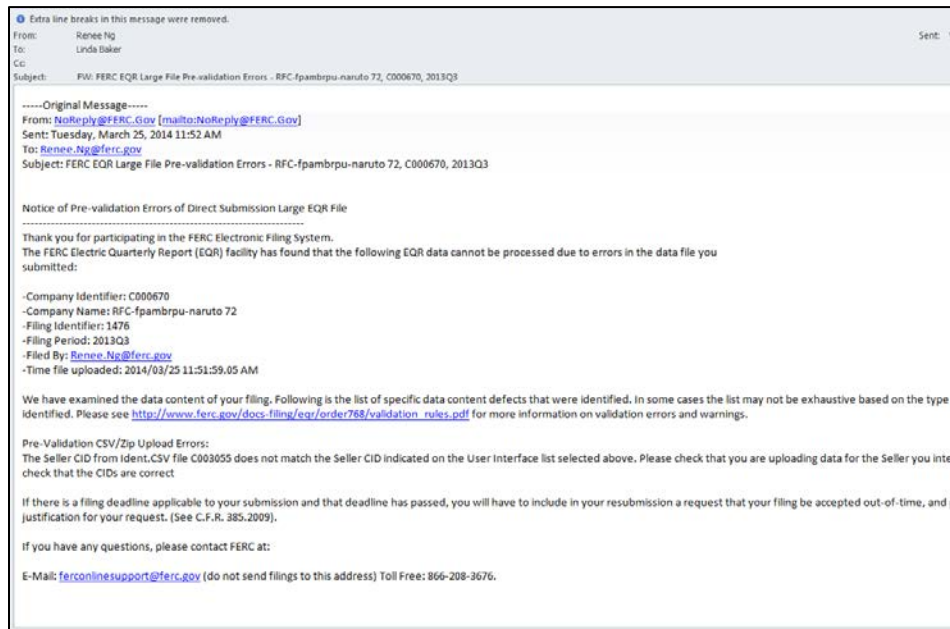 Extra line breaks in this message were removed.
From: Renee Ng Sent:
To: Linda Baker
Cc:
Subject: FW: FERC EQR Large File Pre-validation Errors - RFC-fpambrpu-naruto 72, C000670, 2013Q3
-----Original Message-----
From: NoReply@FERC.Gov [mailto:NoReply@FERC.Gov]
Sent: Tuesday, March 25, 2014 11:52 AM
To: Renee.Ng@ferc.gov
Subject: FERC EQR Large File Pre-validation Errors - RFC-fpambrpu-naruto 72, C000670, 2013Q3
Notice of Pre-validation Errors of Direct Submission Large EQR File
------------------------------------------------------------------------
Thank you for participating in the FERC Electronic Filing System.
The FERC Electric Quarterly Report (EQR) facility has found that the following EQR data cannot be processed due to errors in the data file you
submitted:
-Company Identifier: C000670
-Company Name: RFC-fpambrpu-naruto 72
-Filing Identifier: 1476
-Filing Period: 2013Q3
-Filed By: Renee.Ng@ferc.gov
-Time file uploaded: 2014/03/25 11:51:59.05 AM
We have examined the data content of your filing. Following is the list of specific data content defects that were identified. In some cases the list may not be exhaustive based on the type
identified. Please see http://www.ferc.gov/docs-filing/eqr/order768/validation_rules.pdf for more information on validation errors and warnings.
Pre-Validation CSV/Zip Upload Errors:
The Seller CID from Ident.CSV file C003055 does not match the Seller CID indicated on the User Interface list selected above. Please check that you are uploading data for the Seller you inte
check that the CIDs are correct
If there is a filing deadline applicable to your submission and that deadline has passed, you will have to include in your resubmission a request that your filing be accepted out-of-time, and
justification for your request. (See C.F.R. 385.2009).
If you have any questions, please contact FERC at:
E-Mail: ferconlinesupport@ferc.gov (do not send filings to this address) Toll Free: 866-208-3676.